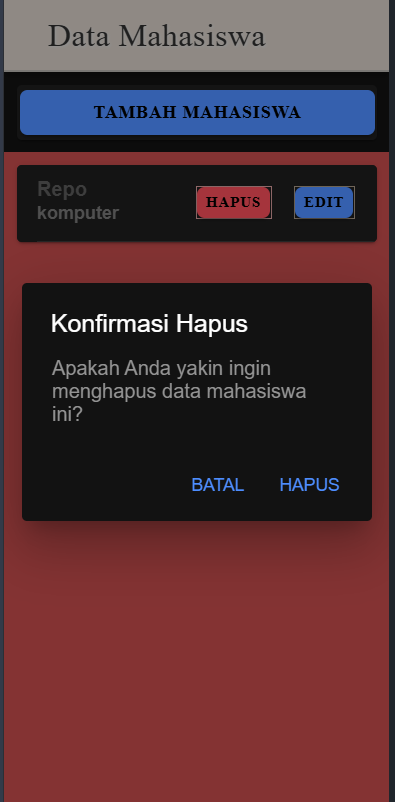 Data Mahasiswa
TAMBAH MAHASISWA
Repo
komputer
HAPUS
EDIT
Konfirmasi Hapus
Apakah Anda yakin ingin
menghapus data mahasiswa
ini?
BATAL
HAPUS